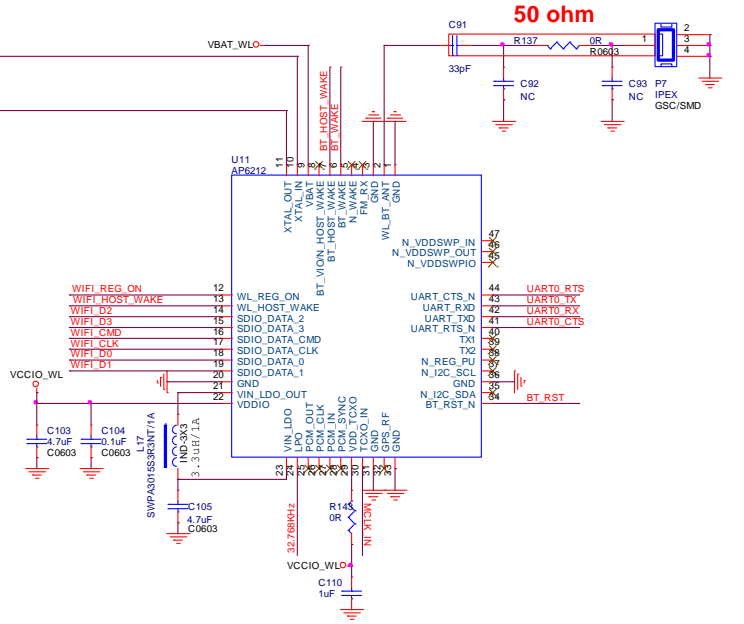 50 ohm
C91
33pF
R137
0R
R0603
1
2
3
4
C92
NC
C93
NC
P7
IPEX
GSC/SMD
VBAT_WL
BT_HOST_WAKE
BT_WAKE
U11
AP6212
11
10
9
8
7
6
5
4
3
2
1
XTAL_OUT
XTAL_IN
VBAT
BT_VIO/N_HOST_WAKE
BT_HOST_WAKE
BT_WAKE
N_WAKE
FM_RX
GND
WL_BT_ANT
GND
WIFI_REG_ON 12 WL_REG_ON
WIFI_HOST_WAKE 13 WL_HOST_WAKE
WIFI_D2 14 SDIO_DATA_2
WIFI_D3 15 SDIO_DATA_3
WIFI_CMD 16 SDIO_DATA_CMD
WIFI_CLK 17 SDIO_DATA_CLK
WIFI_D0 18 SDIO_DATA_0
WIFI_D1 19 SDIO_DATA_1
20 GND
21 VIN_LDO_OUT
22 VDDIO
N_VDDSWP_IN 47
N_VDDSWP_OUT 46
N_VDDSWPIO 45
UART_CTS_N 44 UART0_RTS
UART_RXD 43 UART0_TX
UART_TXD 42 UART0_RX
UART_RTS_N 41 UART0_CTS
TX1 40
TX2 39
N_REG_PU 38
N_I2C_SCL 37
GND 36
N_I2C_SDA 35
BT_RST_N 34 BT_RST
VIN_LDO
LPO
PCM_OUT
PCM_CLK
PCM_IN
PCM_SYNC
VDD_TCXO
TCXO_IN
GND
GPS_RF
GND
23
24
25
26
27
28
29
30
31
32
33
VCCIO_WL
C103
4.7uF
C0603
C104
0.1uF
C0603
L17
SWPA3015S3R3NT/1A
IND-3X3
3.3uH/1A
C105
4.7uF
C0603
32.768KHz
R143
0R
MCLK_IN
VCCIO_WL
C110
1uF